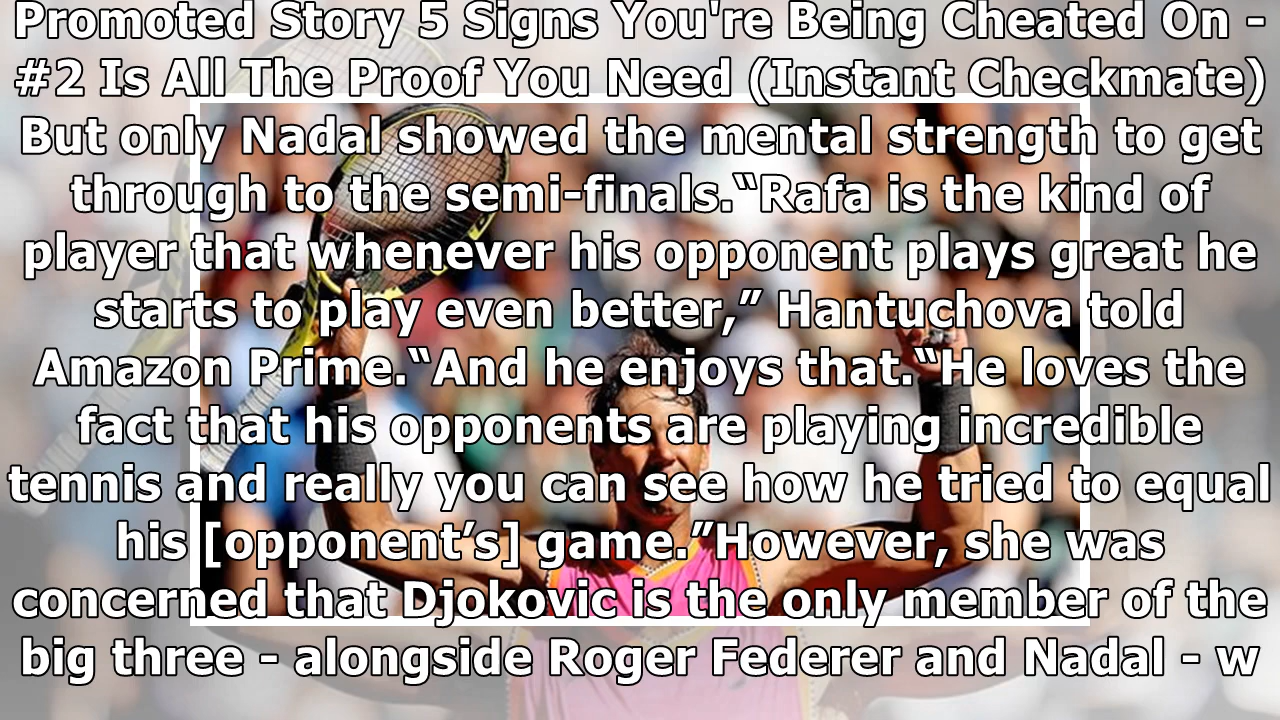 Promoted Story 5 Signs You're Being Cheated On -
#2 Is All The Proof You Need (Instant Checkmate)
But only Nadal showed the mental strength to get
through to the semi-finals.“Rafa is the kind of
player that whenever his opponent plays great he
starts to play even better,” Hantuchova told
Amazon Prime.“And he enjoys that.“He loves the
fact that his opponents are playing incredible
tennis and really you can see how he tried to equal
his [opponent’s] game.”However, she was
concerned that Djokovic is the only member of the
big three - alongside Roger Federer and Nadal - w